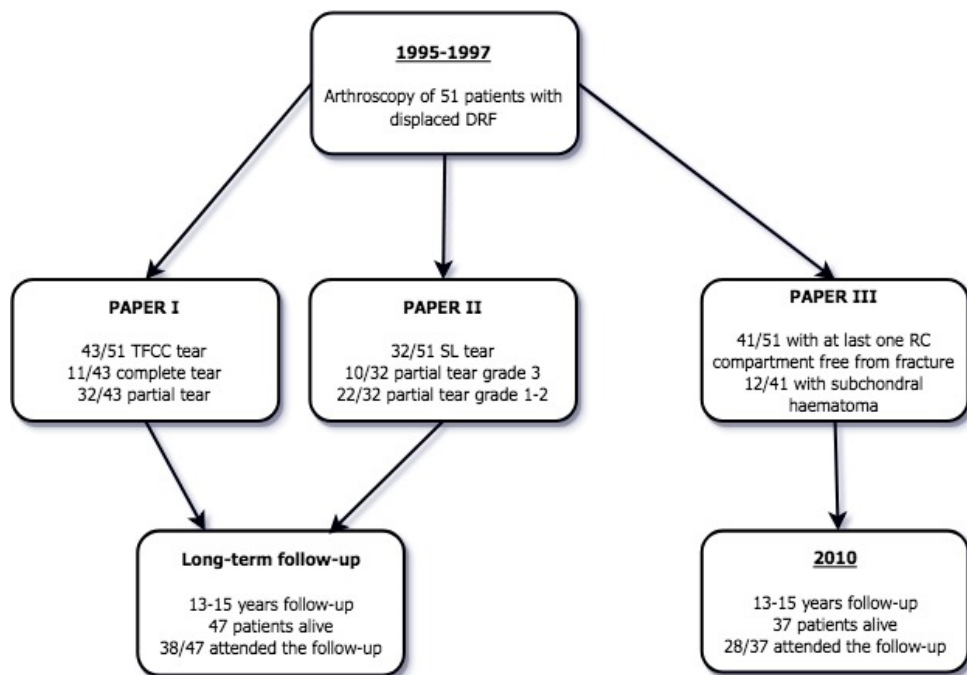 1995-1997
Arthroscopy of 51 patients with
displaced DRF
PAPER I
43/51 TFCC tear
11/43 complete tear
32/43 partial tear
PAPER II
32/51 SL tear
10/32 partial tear grade 3
22/32 partial tear grade 1-2
PAPER III
41/51 with at last one RC
compartment free from fracture
12/41 with subchondral
haematoma
Long-term follow-up
13-15 years follow-up
47 patients alive
38/47 attended the follow-up
2010
13-15 years follow-up
37 patients alive
28/37 attended the follow-up